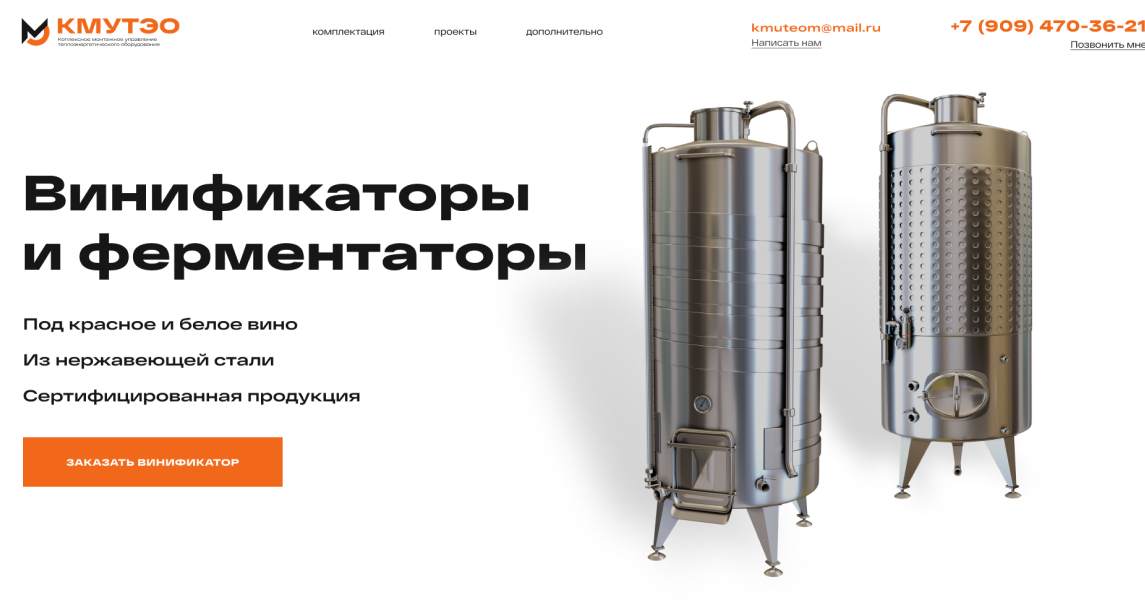 КМУТЭО
Комлексное монтажное управление
теплоэнергетического оборудования
комплектация
проекты
дополнительно
kmuteom@mail.ru
Написать нам
+7 (909) 470-36-21
Позвонить мне
Винификаторы
и ферментаторы
Под красное и белое вино
Из нержавеющей стали
Сертифицированная продукция
ЗАКАЗАТЬ ВИНИФИКАТОР